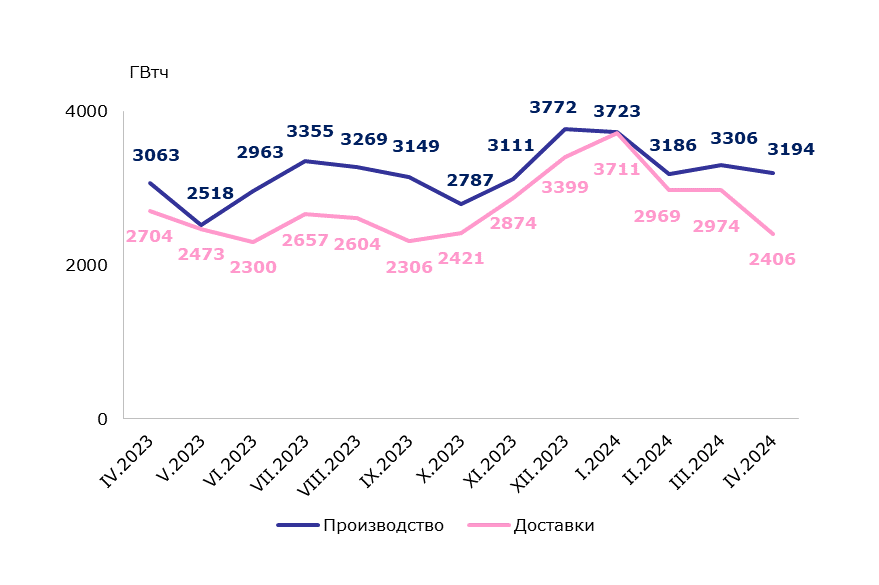 ГВтч
4000
2000
0
3063
2518
2963
3355
3269
3149
2787
3111
3772
3723
3186
3306
3194
2704
2473
2300
2657
2604
2306
2421
2874
3399
3711
2969
2974
2406
IV.2023
V.2023
VI.2023
VII.2023
VIII.2023
IX.2023
X.2023
XI.2023
XII.2023
I.2024
II.2024
III.2024
IV.2024
Производство
Доставки